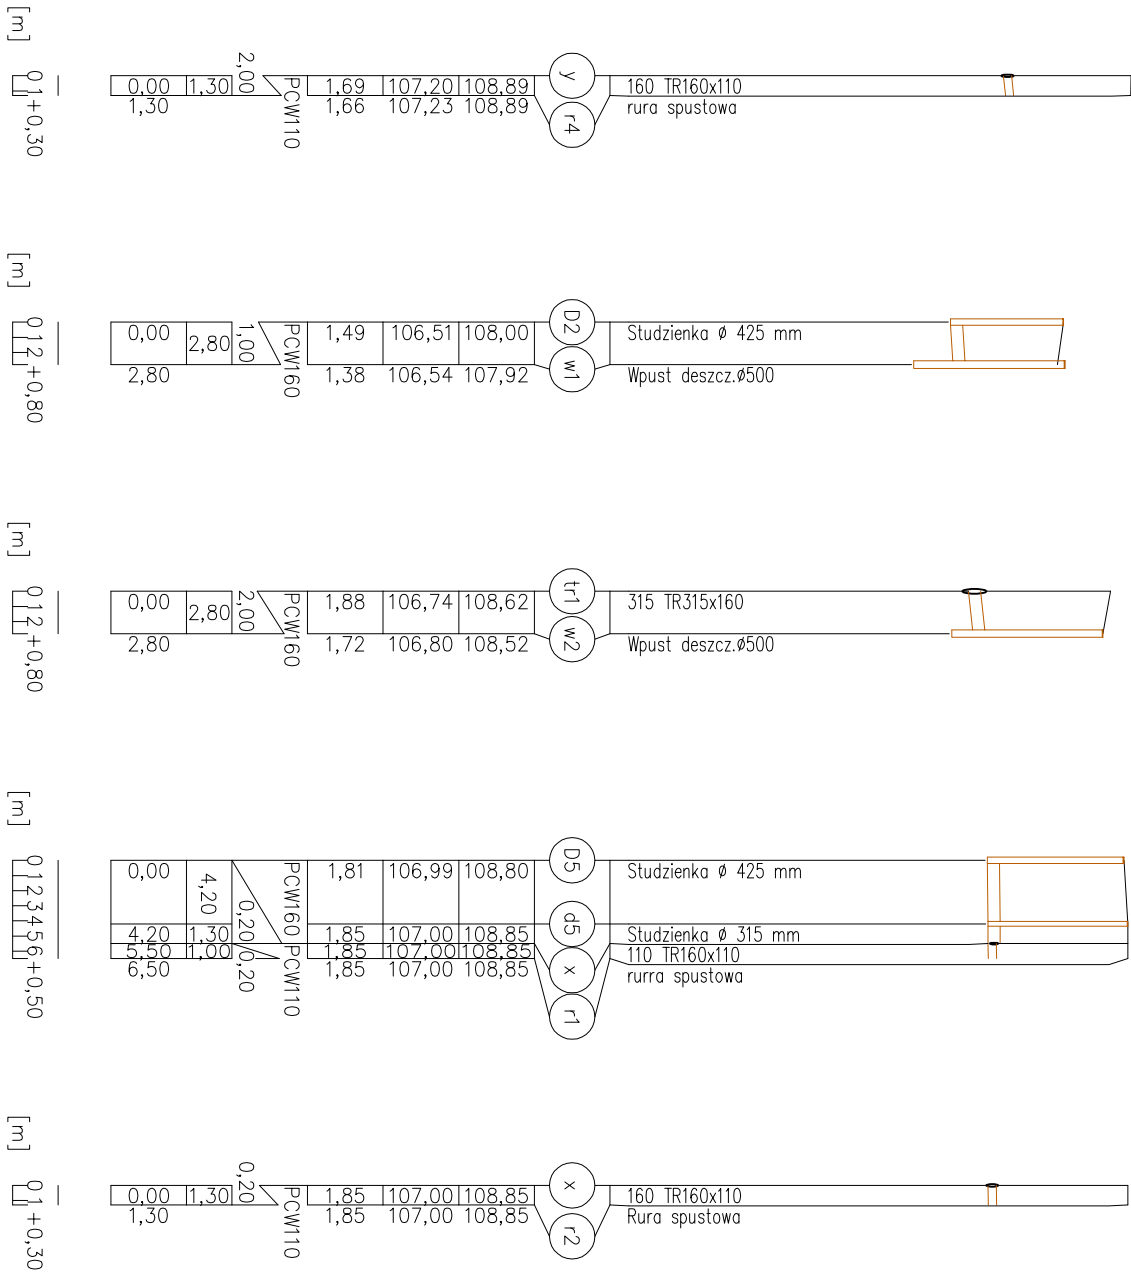 [m]
0 1 +0,30
0,00 1,30 2,00 PCW110 1,69 107,20 108,89 y 160 TR160x110
1,30 1,66 107,23 108,89 r4 rura spustowa
[m]
0 1 2 +0,80
0,00 2,80 1,00 PCW160 1,49 106,51 108,00 D2 Studzienka ø 425 mm
2,80 1,38 106,54 107,92 w1 Wpust deszcz.ø500
[m]
0 1 2 +0,80
0,00 2,80 2,00 PCW160 1,88 106,74 108,62 tr1 315 TR315x160
2,80 1,72 106,80 108,52 w2 Wpust deszcz.ø500
[m]
0 1 2 3 4 5 6 +0,50
0,00 4,20 0,20 PCW160 1,81 106,99 108,80 D5 Studzienka ø 425 mm
4,20 1,30 1,85 107,00 108,85 d5 Studzienka ø 315 mm
5,50 1,00 0,20 PCW110 1,85 107,00 108,85 x 110 TR160x110
6,50 1,85 107,00 108,85 r1 rurra spustowa
[m]
0 1 +0,30
0,00 1,30 0,20 PCW110 1,85 107,00 108,85 x 160 TR160x110
1,30 1,85 107,00 108,85 r2 Rura spustowa